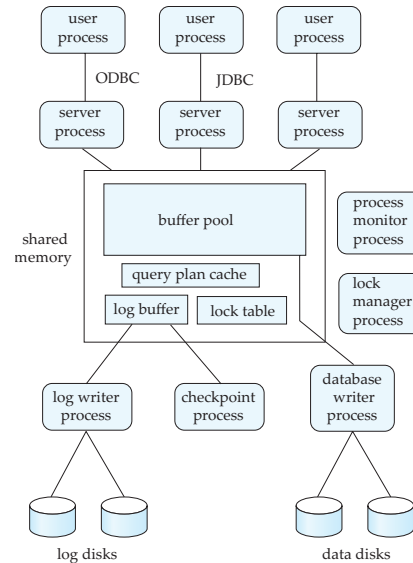 user
process
user
process
user
process
ODBC
JDBC
server
process
server
process
server
process
shared
memory
buffer pool
query plan cache
log buffer
lock table
process
monitor
process
lock
manager
process
log writer
process
checkpoint
process
database
writer
process
log disks
data disks